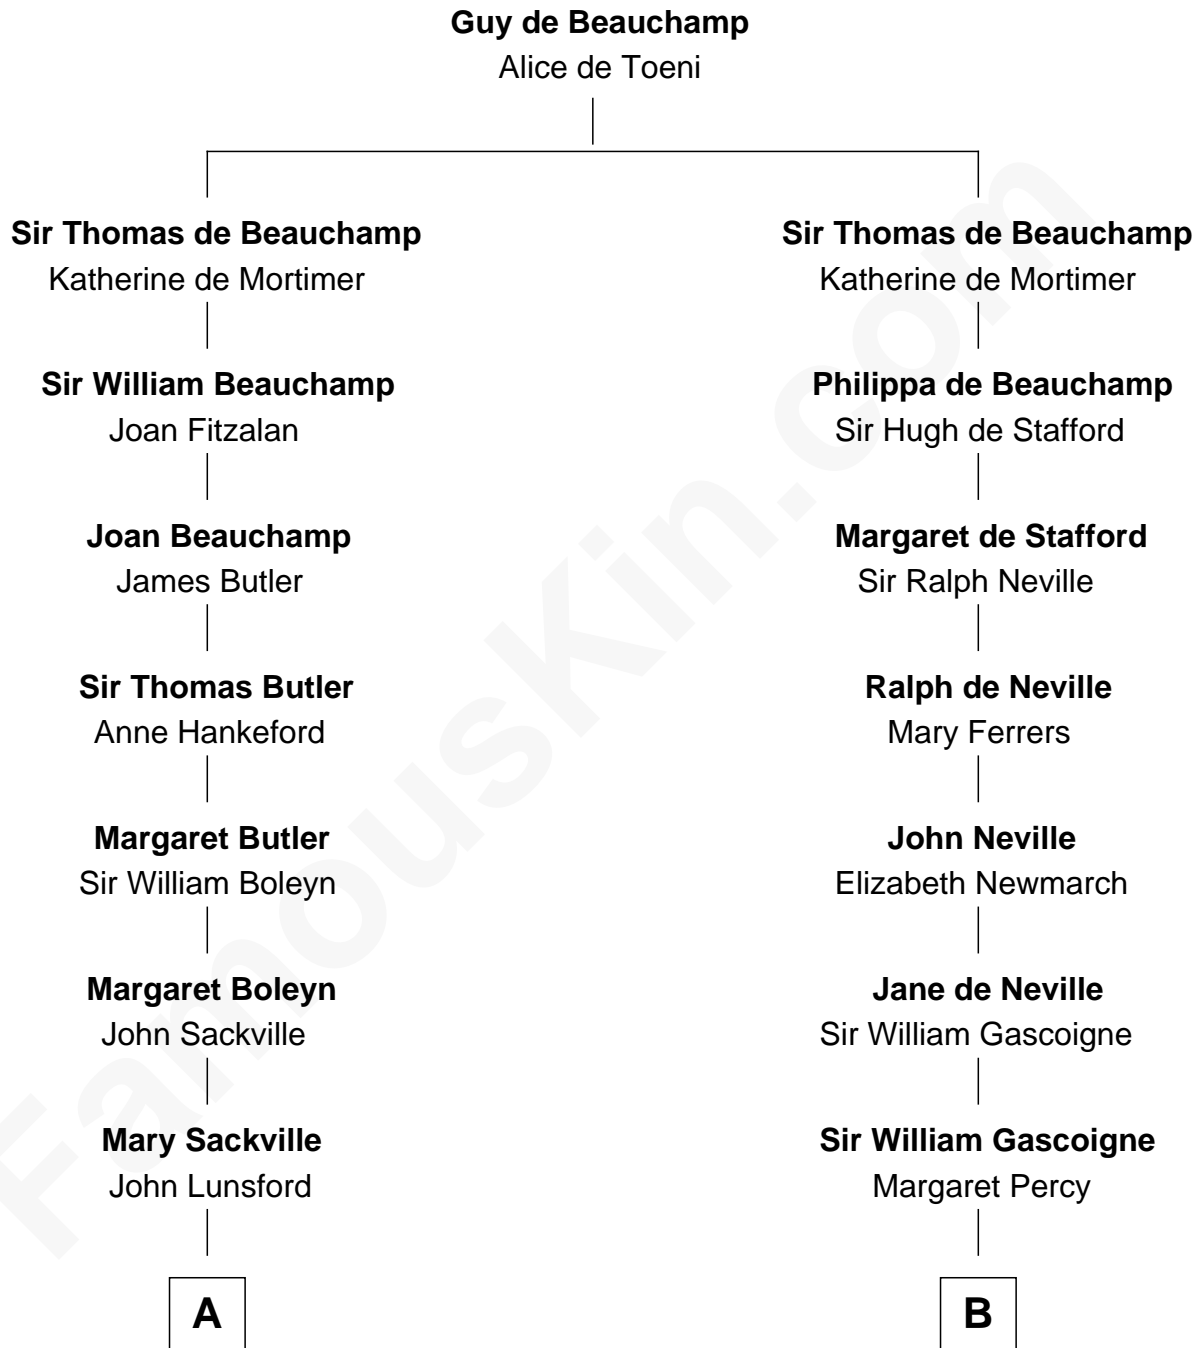 Guy de Beauchamp
Alice de Toeni
Sir Thomas de Beauchamp
Katherine de Mortimer
Sir Thomas de Beauchamp
Katherine de Mortimer
Sir William Beauchamp
Joan Fitzalan
Philippa de Beauchamp
Sir Hugh de Stafford
Joan Beauchamp
James Butler
Margaret de Stafford
Sir Ralph Neville
Sir Thomas Butler
Anne Hankeford
Ralph de Neville
Mary Ferrers
Margaret Butler
Sir William Boleyn
John Neville
Elizabeth Newmarch
Margaret Boleyn
John Sackville
Jane de Neville
Sir William Gascoigne
Mary Sackville
John Lunsford
Sir William Gascoigne
Margaret Percy
A
B
FamousKin.com